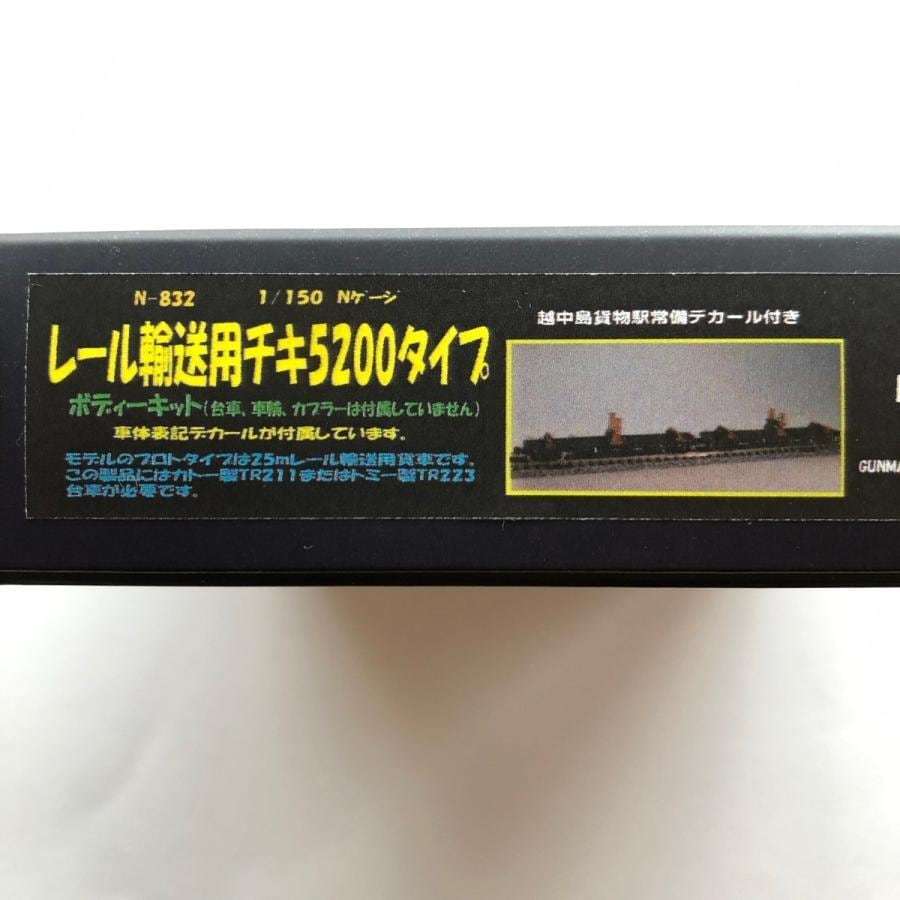 N-832 1/150 Nゲージ
レール輸送用チキ5200タイプ
ボディーキット(台車、車輪、カプラーは付属していません)
車体表記デカールが付属しています。
モデルのプロトタイプは25mレール輸送用貨車です。
この製品にはカトー製TR211またはトミー製TR223
台車が必要です。
越中島貨物駅常備デカール付き
GUNMA